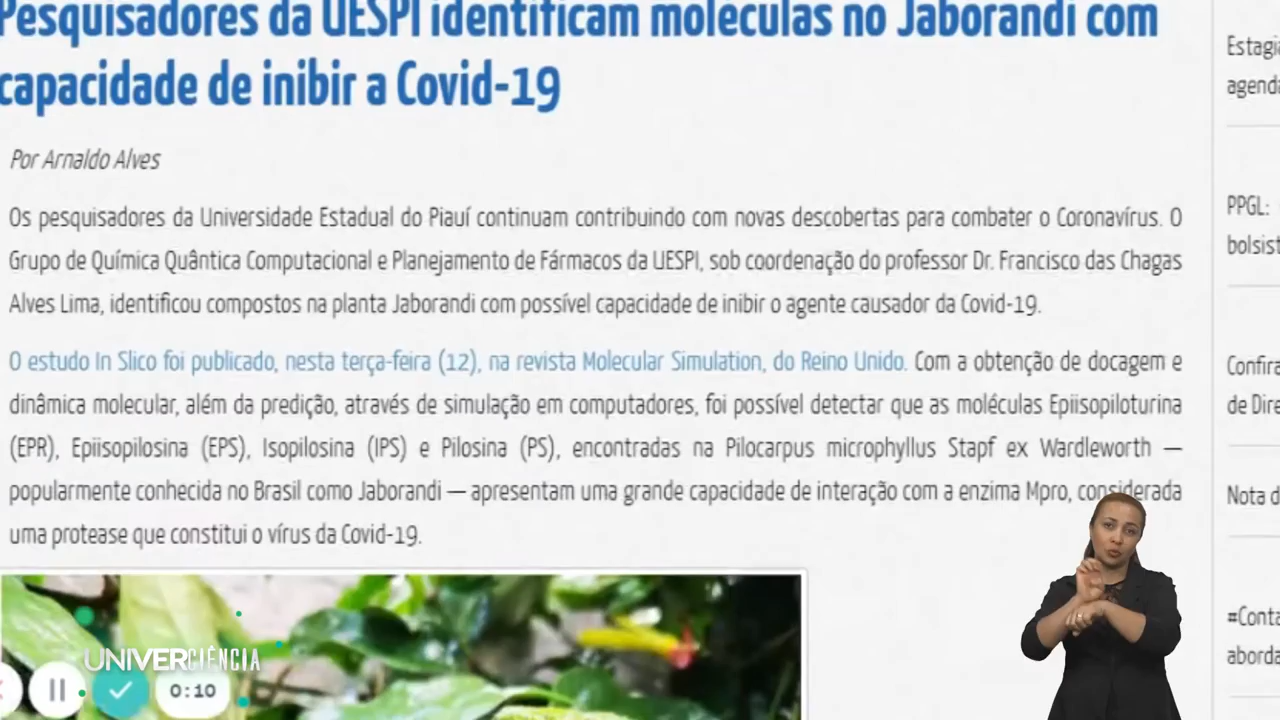 Pesquisadores da UESPI identificam moléculas no Jaborandi com
capacidade de inibir a Covid-19
Por Arnaldo Alves
Os pesquisadores da Universidade Estadual do Piauí continuam contribuindo com novas descobertas para combater o Coronavírus. O
Grupo de Química Quântica Computacional e Planejamento de Fármacos da UESPI, sob coordenação do professor Dr. Francisco das Chagas
Alves Lima, identificou compostos na planta Jaborandi com possível capacidade de inibir o agente causador da Covid-19.
O estudo In Slico foi publicado, nesta terça-feira (12), na revista Molecular Simulation, do Reino Unido. Com a obtenção de docagem e
dinâmica molecular, além da predição, através de simulação em computadores, foi possível detectar que as moléculas Epiisopiloturina
(EPR), Epiisopilosina (EPS), Isopilosina (IPS) e Pilosina (PS), encontradas na Pilocarpus microphyllus Stapf ex Wardleworth —
popularmente conhecida no Brasil como Jaborandi — apresentam uma grande capacidade de interação com a enzima Mpro, considerada
uma protease que constitui o vírus da Covid-19.
Estagi
agenda
PPGL:
bolsist
Confira
de Dire
Nota d
#Conta
aborda
UNIVERCIÊNCIA
0:10